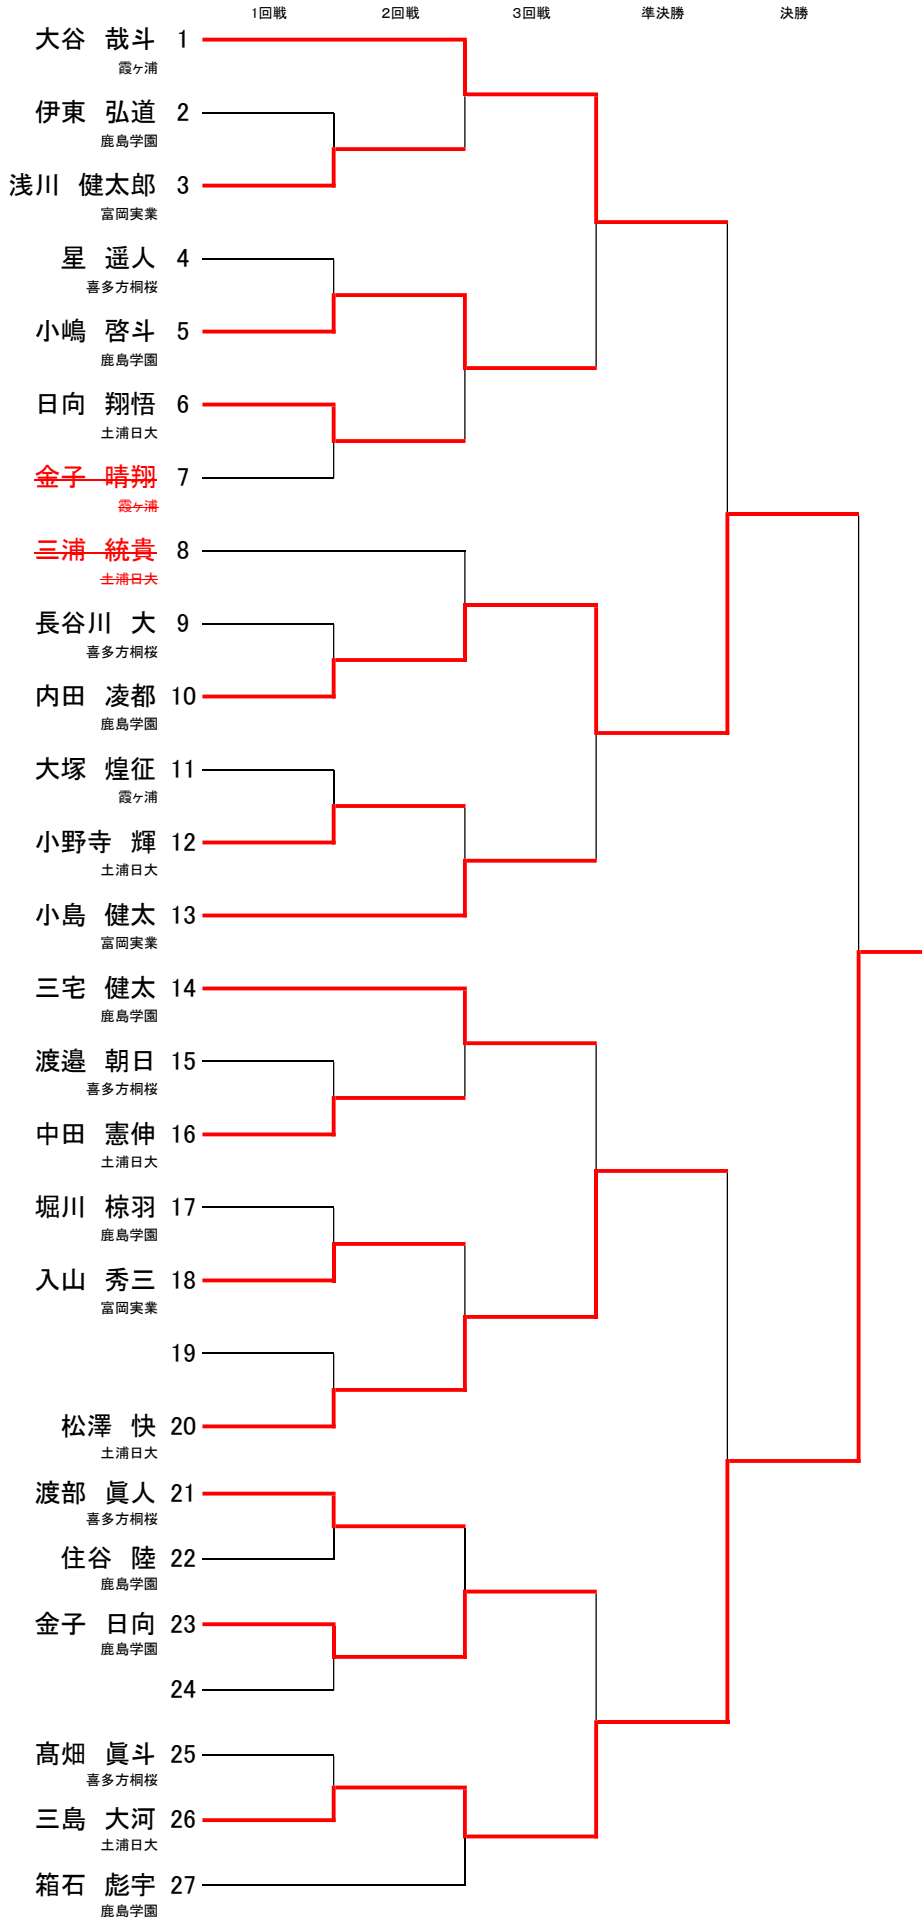 1回戦 2回戦 3回戦 準決勝 決勝
大谷 哉斗 1
霞ヶ浦
伊東 弘道 2
鹿島学園
浅川 健太郎 3
富岡実業
星 遥人 4
喜多方桐桜
小嶋 啓斗 5
鹿島学園
日向 翔悟 6
土浦日大
金子 晴翔 7
霞ヶ浦
三浦 統貴 8
土浦日大
長谷川 大 9
喜多方桐桜
内田 凌都 10
鹿島学園
大塚 煌征 11
霞ヶ浦
小野寺 輝 12
土浦日大
小島 健太 13
富岡実業
三宅 健太 14
鹿島学園
渡邉 朝日 15
喜多方桐桜
中田 憲伸 16
土浦日大
堀川 椋羽 17
鹿島学園
入山 秀三 18
富岡実業
19
松澤 快 20
土浦日大
渡部 眞人 21
喜多方桐桜
住谷 陸 22
鹿島学園
金子 日向 23
鹿島学園
24
髙畑 眞斗 25
喜多方桐桜
三島 大河 26
土浦日大
箱石 彪宇 27
鹿島学園